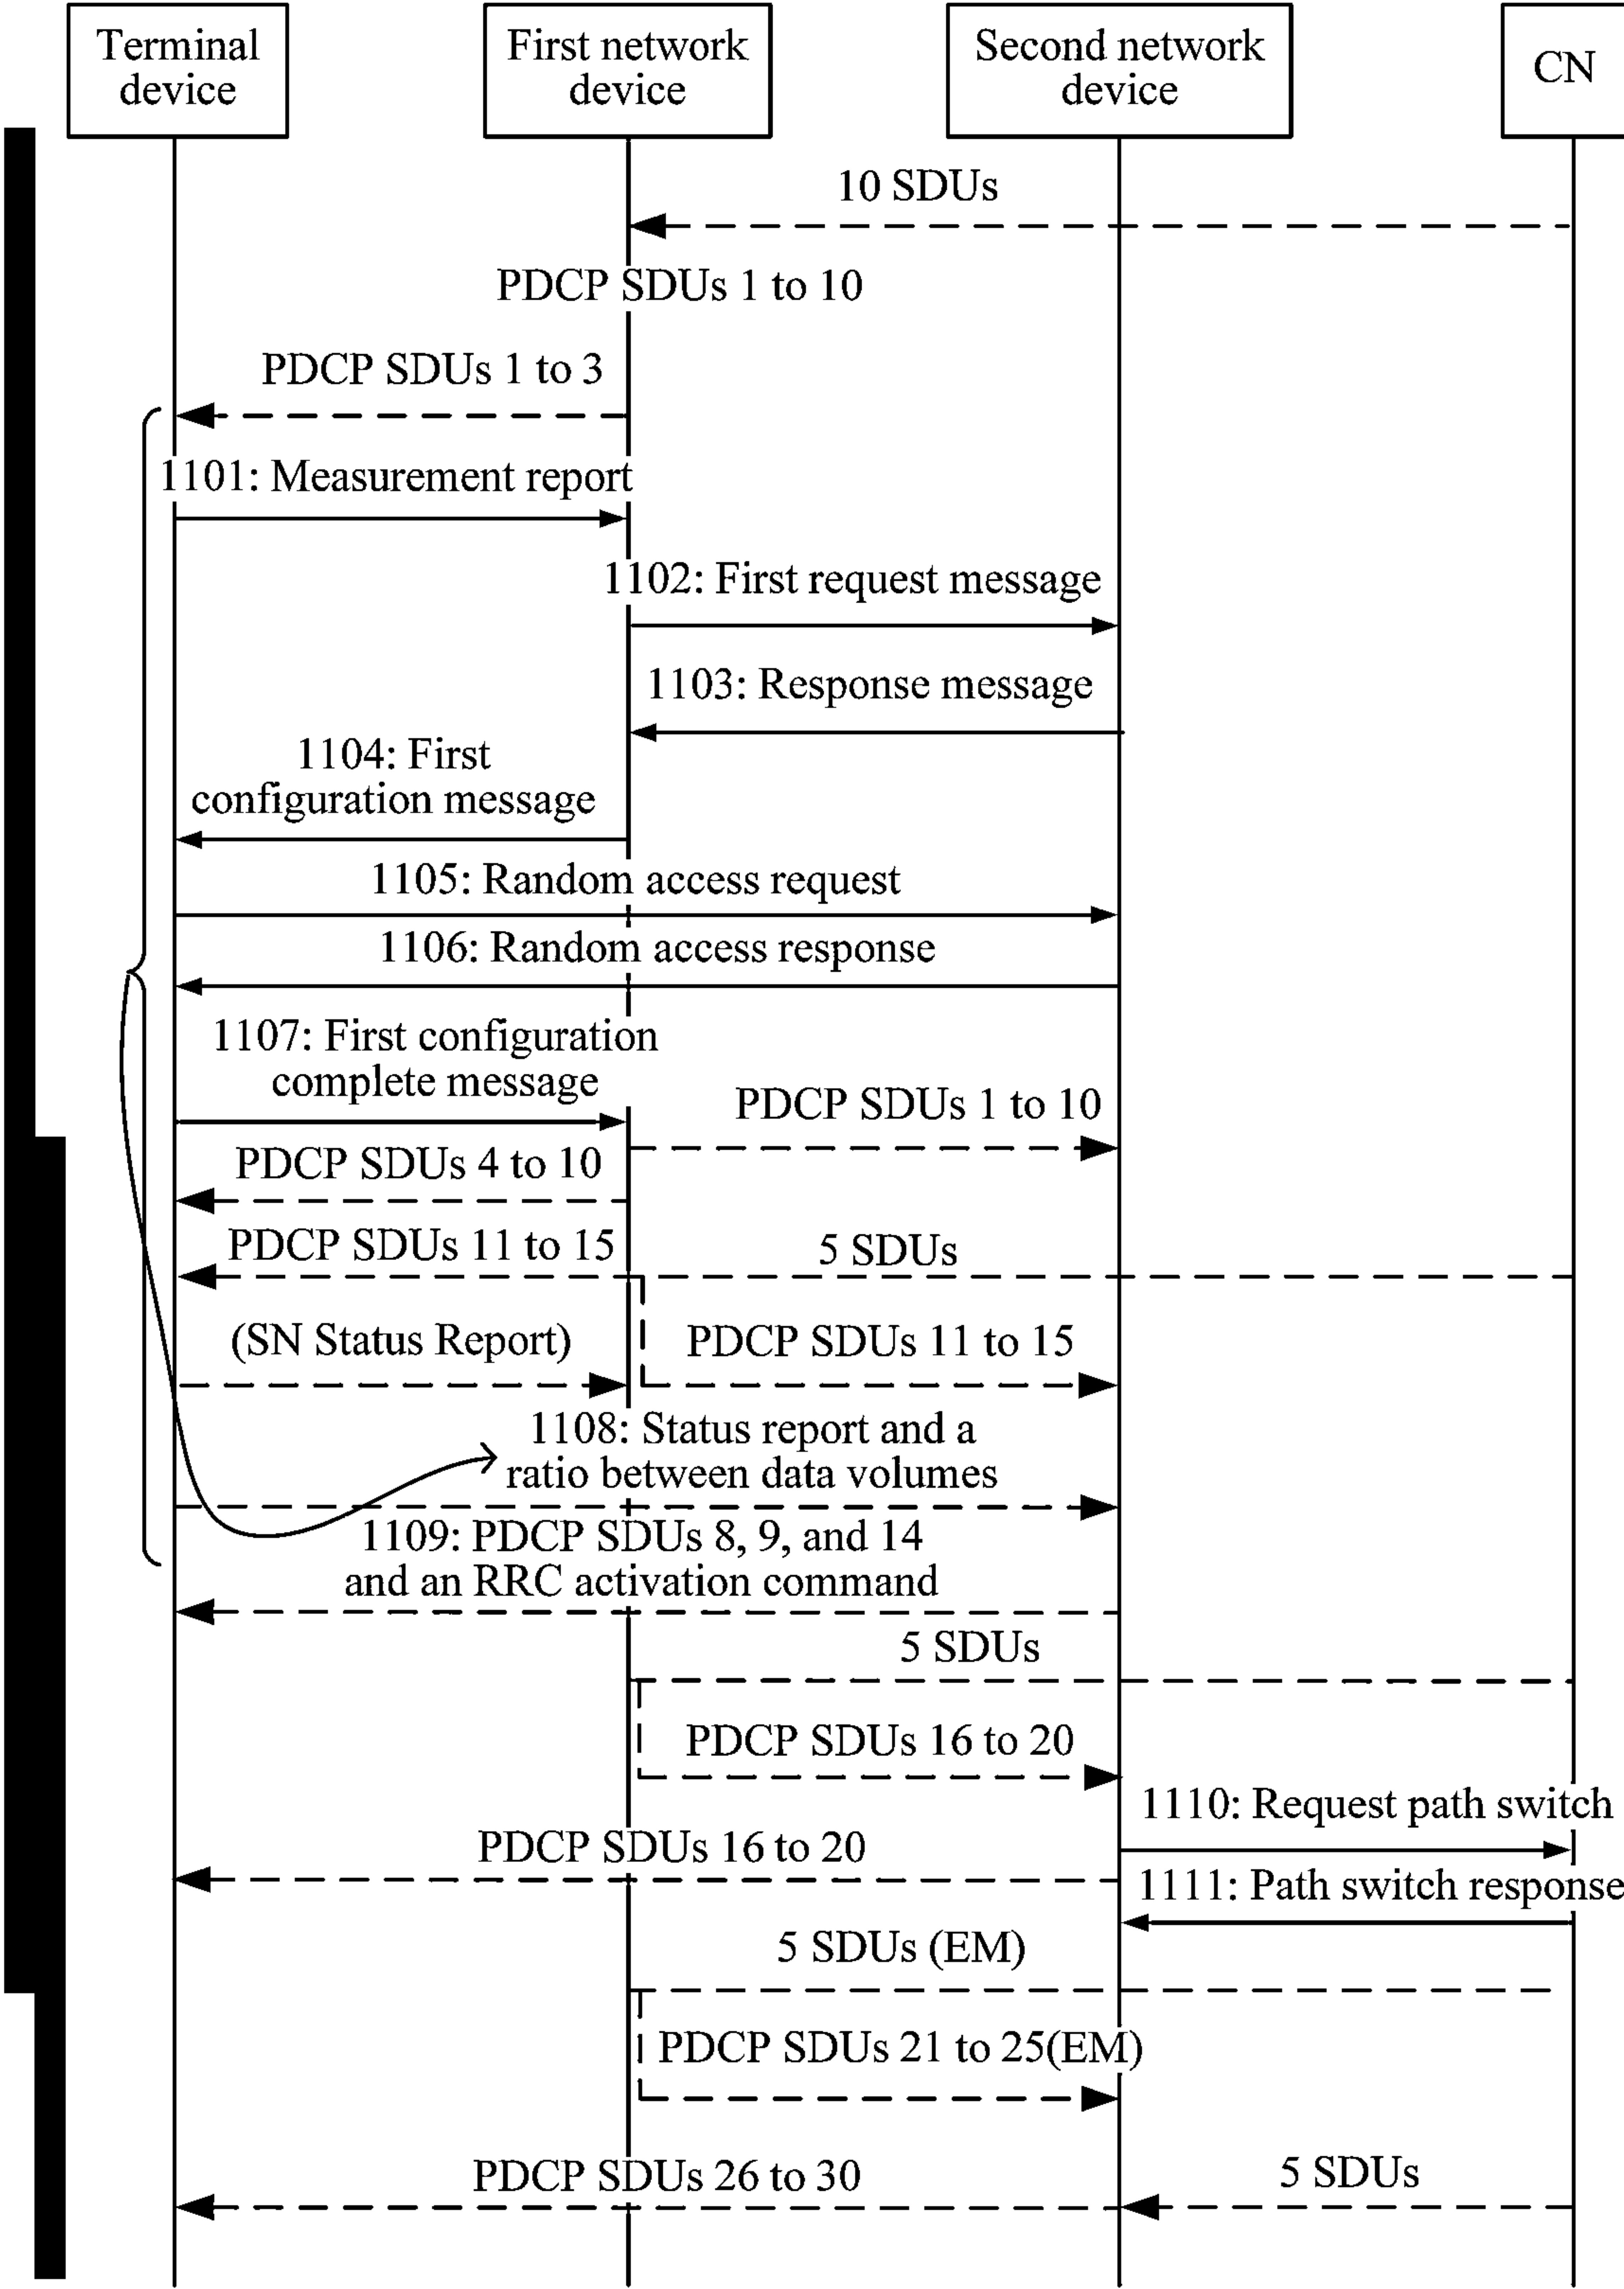 Terminal
device
First network
device
Second network
device
CN
10 SDUs
PDCP SDUs 1 to 10
PDCP SDUs 1 to 3
1101: Measurement report
1102: First request message
1103: Response message
1104: First
configuration message
1105: Random access request
1106: Random access response
1107: First configuration
complete message
PDCP SDUs 1 to 10
PDCP SDUs 4 to 10
PDCP SDUs 11 to 15
5 SDUs
(SN Status Report)
PDCP SDUs 11 to 15
1108: Status report and a
ratio between data volumes
1109: PDCP SDUs 8, 9, and 14
and an RRC activation command
5 SDUs
PDCP SDUs 16 to 20
1110: Request path switch
PDCP SDUs 16 to 20
1111: Path switch response
5 SDUs (EM)
PDCP SDUs 21 to 25(EM)
PDCP SDUs 26 to 30
5 SDUs